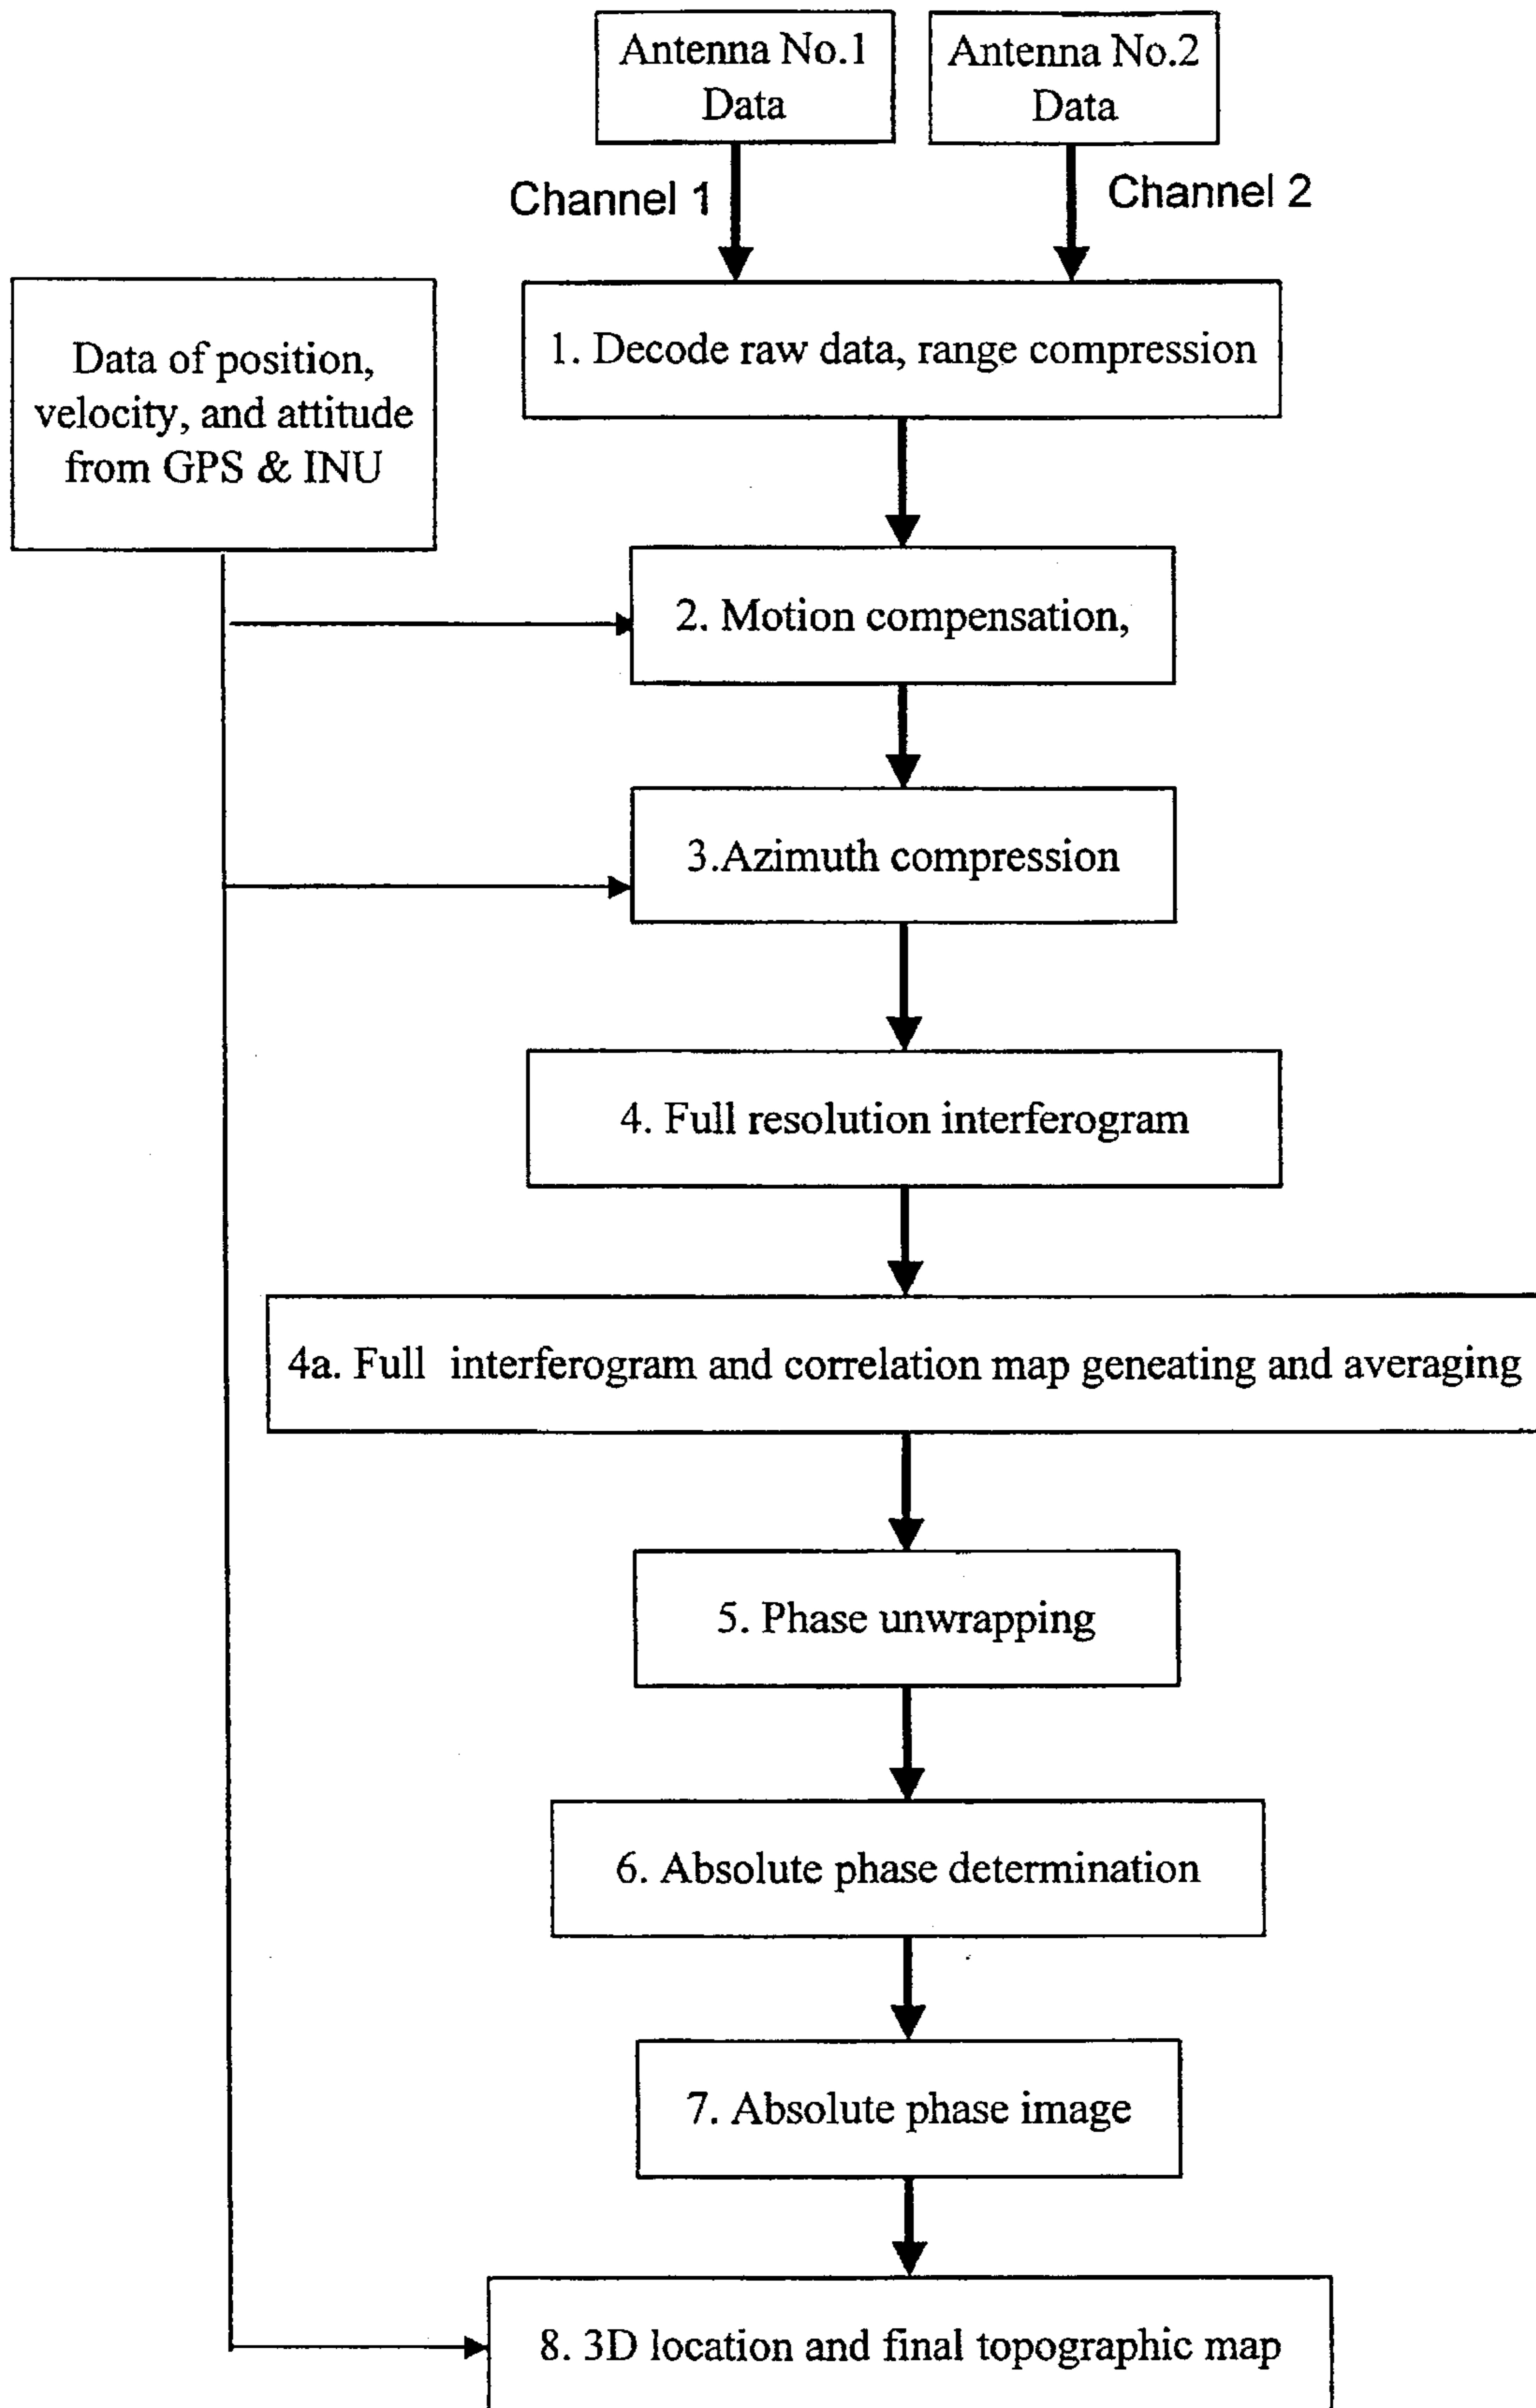 Antenna No.1
Data
Antenna No.2
Data
Channel 1
Channel 2
Data of position,
velocity, and attitude
from GPS & INU
1. Decode raw data, range compression
2. Motion compensation,
3.Azimuth compression
4. Full resolution interferogram
4a. Full interferogram and correlation map geneating and averaging
5. Phase unwrapping
6. Absolute phase determination
7. Absolute phase image
8. 3D location and final topographic map